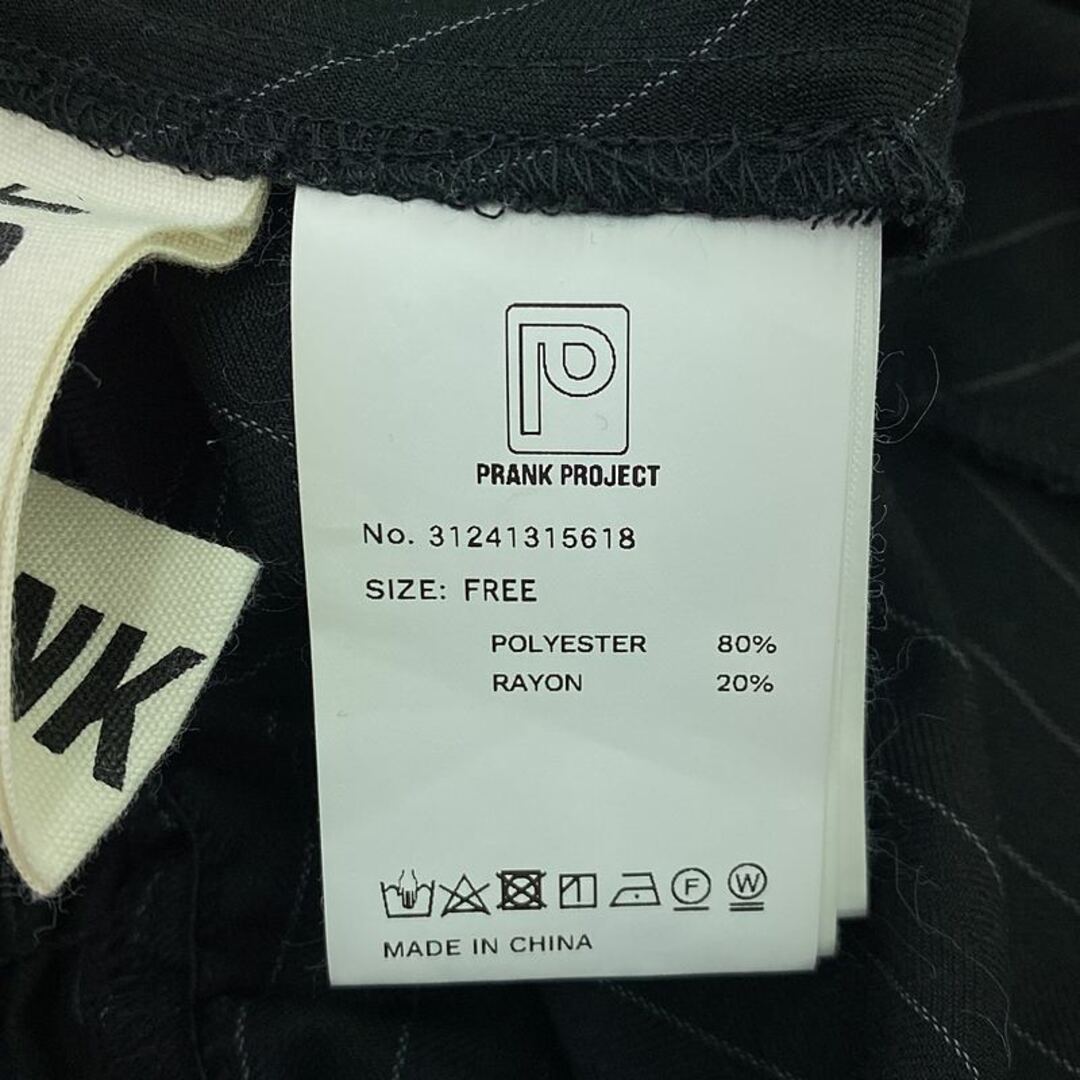 PRANK PROJECT
No. 31241315618
SIZE: FREE
POLYESTER 80%
RAYON 20%
F W
MADE IN CHINA
NK